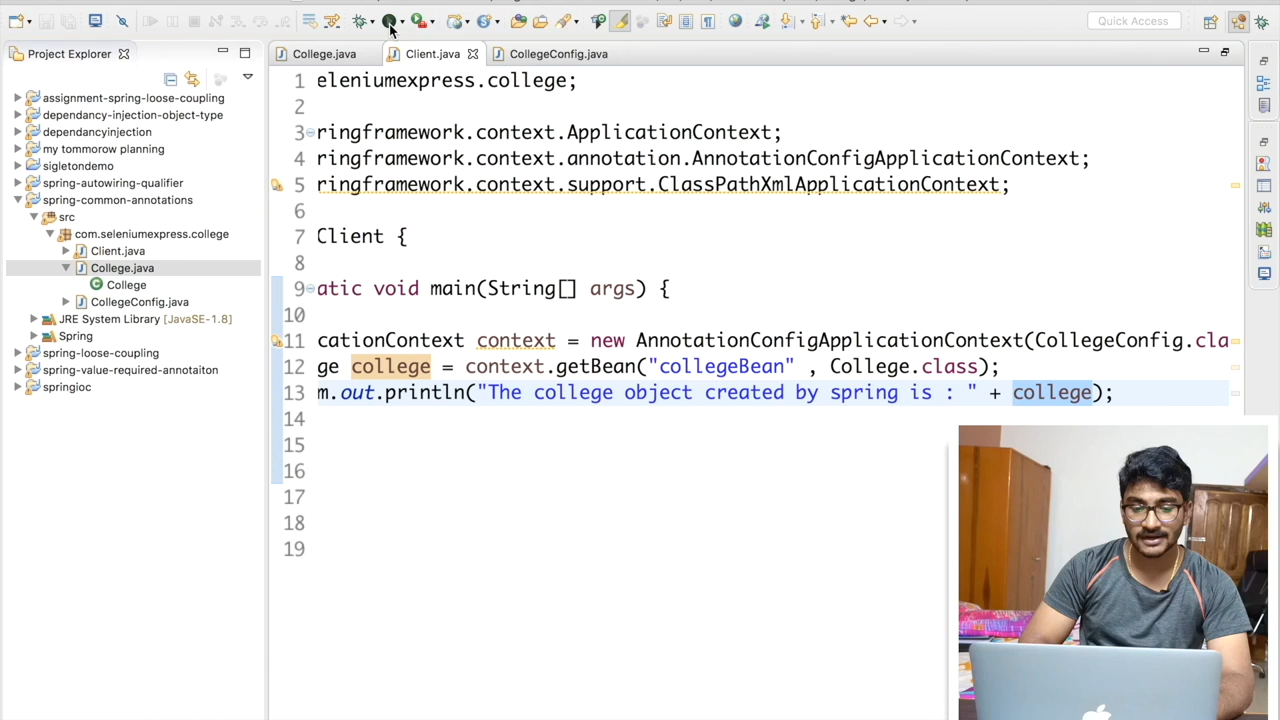 Quick Access
Project Explorer
College.java
Client.java
CollegeConfig.java
assignment-spring-loose-coupling
dependancy-injection-object-type
dependancyinjection
my tommorow planning
sigletondemo
spring-autowiring-qualifier
spring-common-annotations
src
com.seleniumexpress.college
Client.java
College.java
College
CollegeConfig.java
JRE System Library [JavaSE-1.8]
Spring
spring-loose-coupling
spring-value-required-annotaiton
springioc
1 eleniumexpress.college;
2
3 ringframework.context.ApplicationContext;
4 ringframework.context.annotation.AnnotationConfigApplicationContext;
5 ringframework.context.support.ClassPathXmlApplicationContext;
6
7 Client {
8
9 atic void main(String[] args) {
10
11 cationContext context = new AnnotationConfigApplicationContext(CollegeConfig.cla
12 ge college = context.getBean("collegeBean" , College.class);
13 m.out.println("The college object created by spring is : " + college);
14
15
16
17
18
19